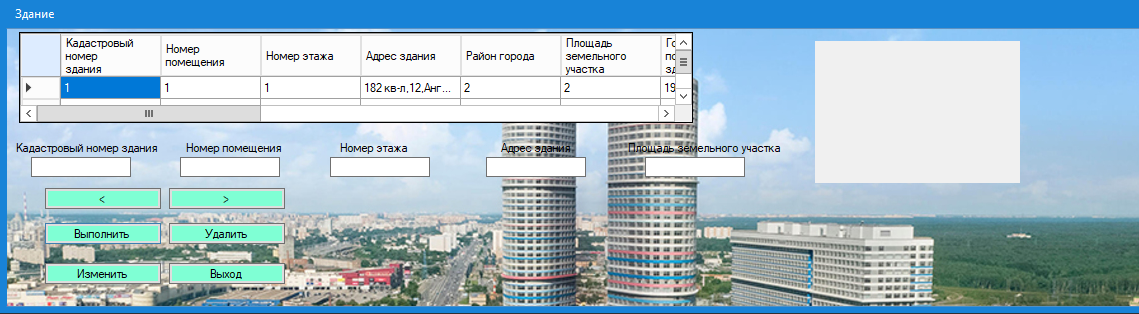 Здание
Кадастровый номер здания
Номер помещения
Номер этажа
Адрес здания
Район города
Площадь земельного участка
1
1
1
182 кв-л,12,Анг...
2
2
19
Кадастровый номер здания
Номер помещения
Номер этажа
Адрес здания
Площадь земельного участка
<
>
Выполнить
Удалить
Изменить
Выход